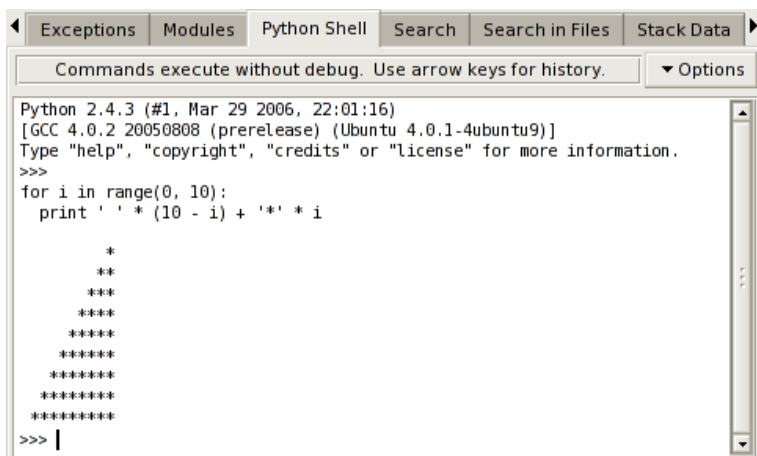 Exceptions Modules Python Shell Search Search in Files Stack Data
Commands execute without debug. Use arrow keys for history. Options
Python 2.4.3 (#1, Mar 29 2006, 22:01:16)
[GCC 4.0.2 20050808 (prerelease) (Ubuntu 4.0.1-4ubuntu9)]
Type "help", "copyright", "credits" or "license" for more information.
>>>
for i in range(0, 10):
  print ' ' * (10 - i) + '*' * i

         *
        **
       ***
      ****
     *****
    ******
   *******
  ********
 *********
>>>